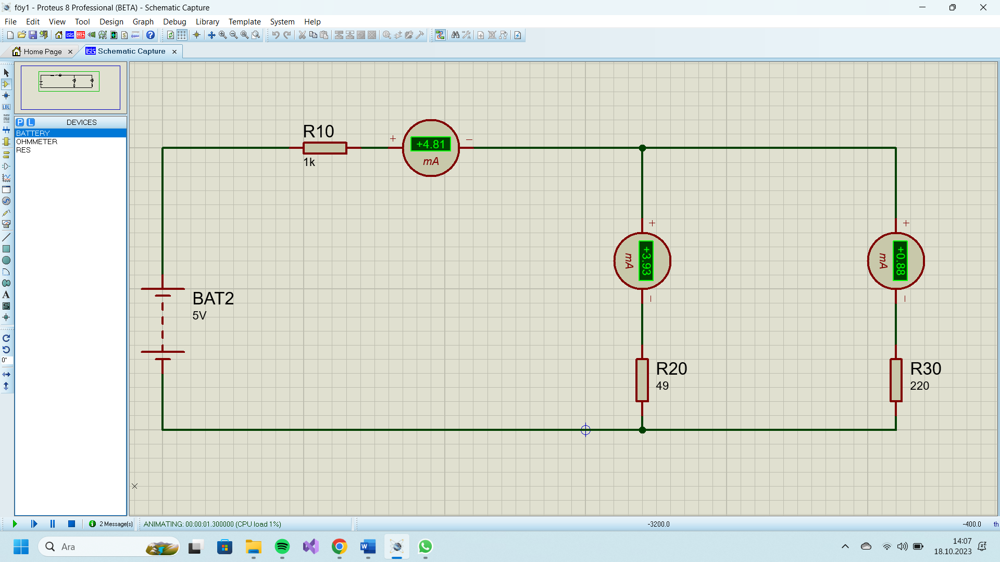 föy1 - Proteus 8 Professional (BETA) - Schematic Capture
File Edit View Tool Design Graph Debug Library Template System Help
Home Page Schematic Capture
P L DEVICES
BATTERY
OHMMETER
RES
LBL
A
S
0°
R10
1k
+ −
+4.81
mA
BAT2
5V
+
+3.93
mA
−
R20
49
+
+0.88
mA
−
R30
220
2 Message(s) ANIMATING: 00:00:01.300000 (CPU load 1%) -3200.0 -400.0 th
Ara
14:07
18.10.2023